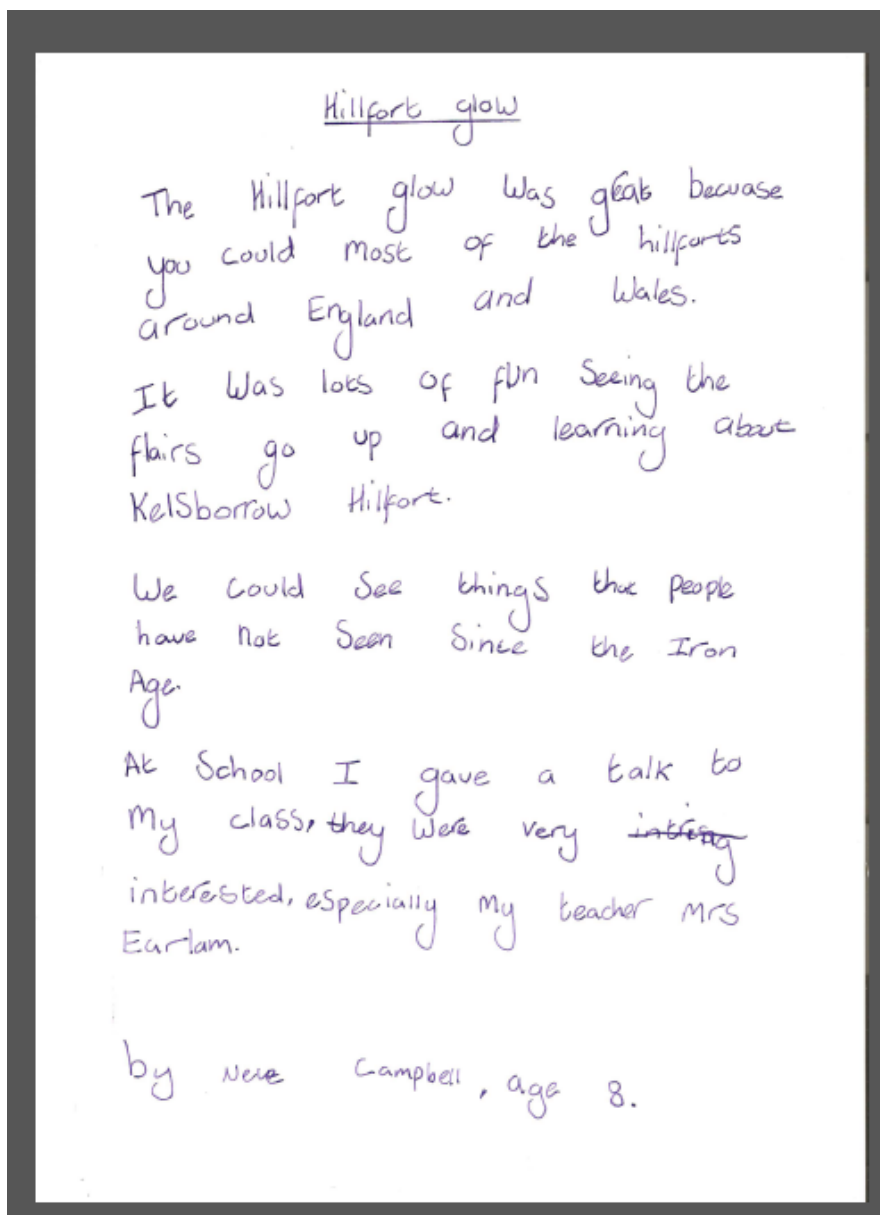 Hillfort glow
The Hillfort glow was great becuase
you could most of the hillforts
around England and Wales.
It was lots of fun seeing the
flairs go up and learning about
Kelsborrow Hilfort.
We could see things that people
have not seen since the Iron
Age.
At school I gave a talk to
my class, they were very
interested, especially my teacher Mrs
Earlam.
by Campbell, age 8.